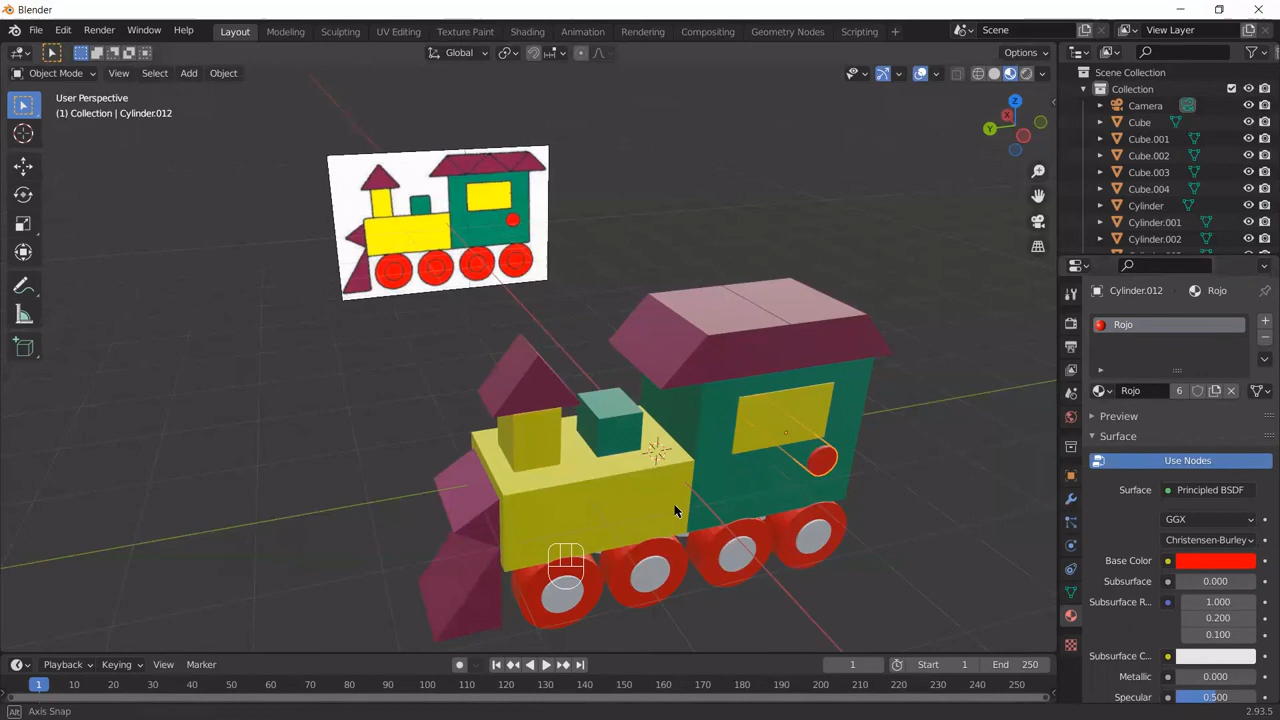 Blender
File Edit Render Window Help
Layout Modeling Sculpting UV Editing Texture Paint Shading Animation Rendering Compositing Geometry Nodes Scripting
Scene
View Layer
Global
Options
Object Mode View Select Add Object
User Perspective
(1) Collection | Cylinder.012
Z
X
Y
Scene Collection
Collection
Camera
Cube
Cube.001
Cube.002
Cube.003
Cube.004
Cylinder
Cylinder.001
Cylinder.002
Cylinder.012 Rojo
Rojo
Rojo 6
Preview
Surface
Use Nodes
Surface Principled BSDF
GGX
Christensen-Burley
Base Color
Subsurface 0.000
Subsurface R... 1.000
0.200
0.100
Subsurface C...
Metallic 0.000
Specular 0.500
Playback Keying View Marker
1 Start 1 End 250
1 10 20 30 40 50 60 70 80 90 100 110 120 130 140 150 160 170 180 190 200 210 220 230 240 250
Alt Axis Snap
2.93.5